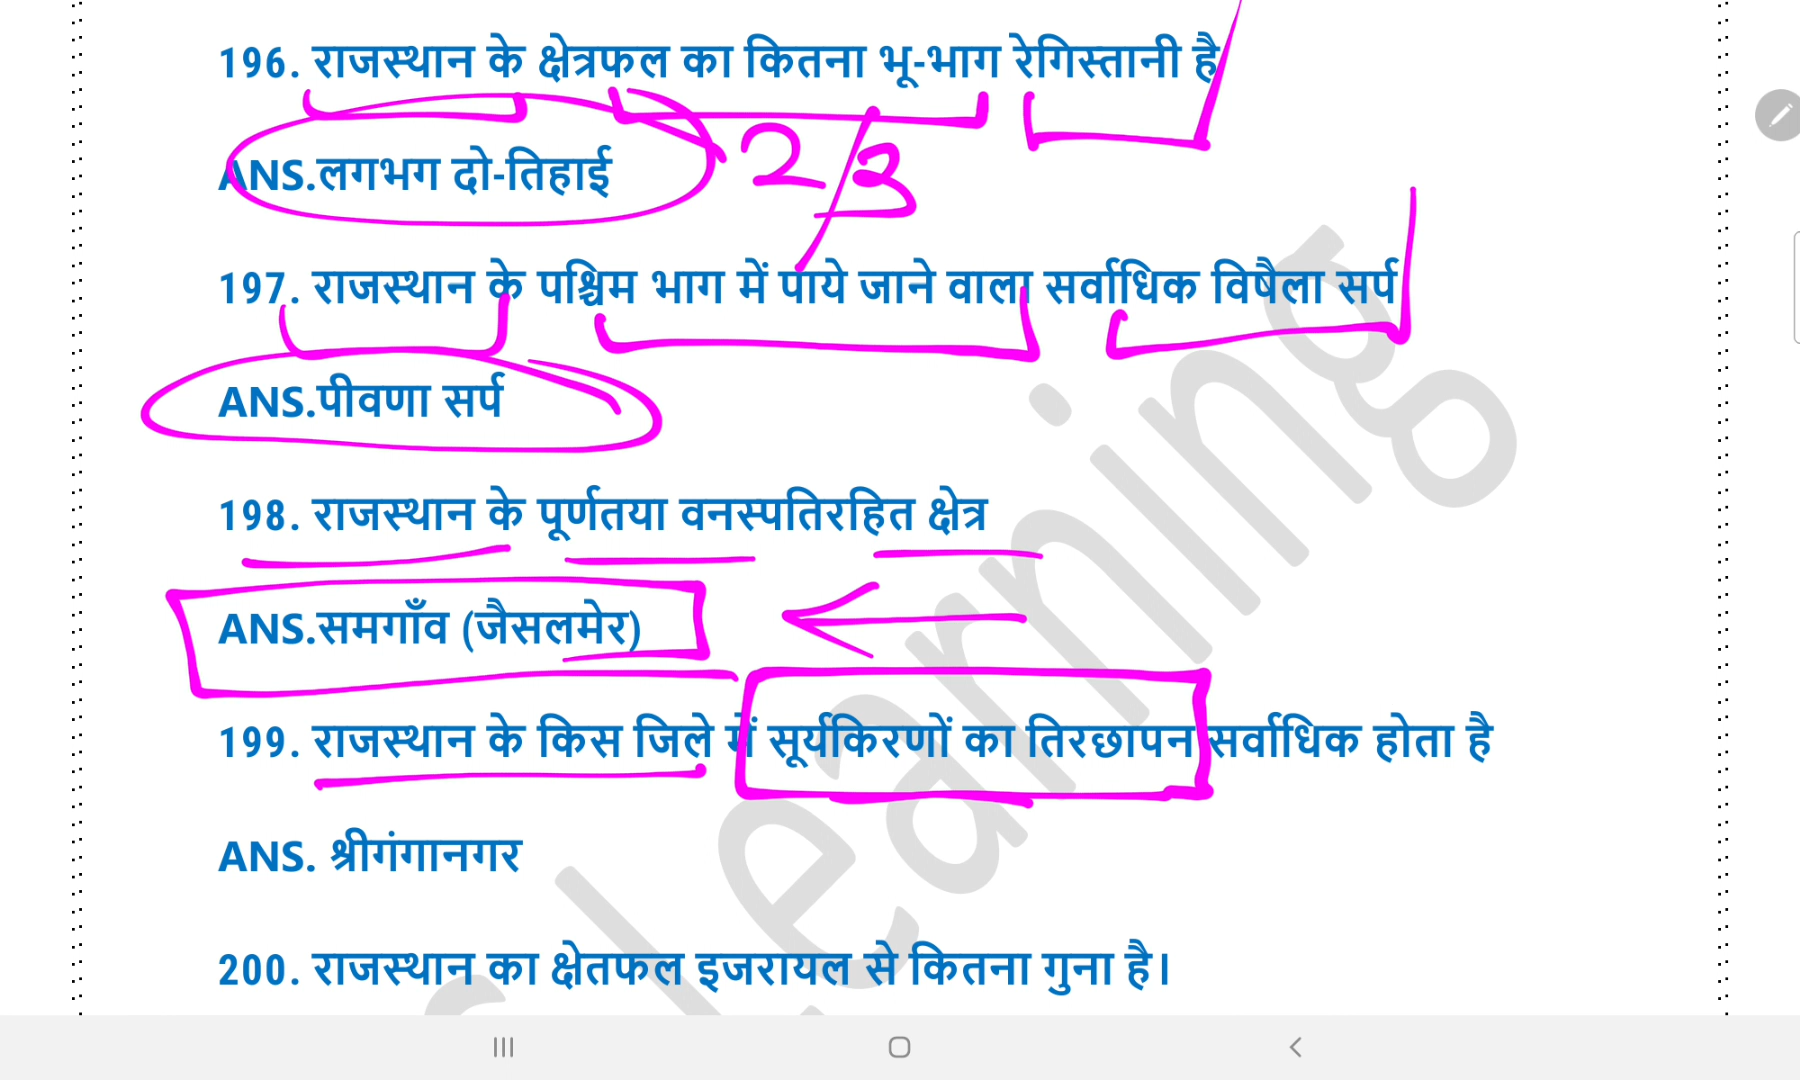 196. राजस्थान के क्षेत्रफल का कितना भू-भाग रेगिस्तानी है
ANS.लगभग दो-तिहाई 2/3
197. राजस्थान के पश्चिम भाग में पाये जाने वाला सर्वाधिक विषैला सर्प
ANS.पीवणा सर्प
198. राजस्थान के पूर्णतया वनस्पतिरहित क्षेत्र
ANS.समगाँव (जैसलमेर)
199. राजस्थान के किस जिले में सूर्यकिरणों का तिरछापन सर्वाधिक होता है
ANS. श्रीगंगानगर
200. राजस्थान का क्षेतफल इजरायल से कितना गुना है।
learning